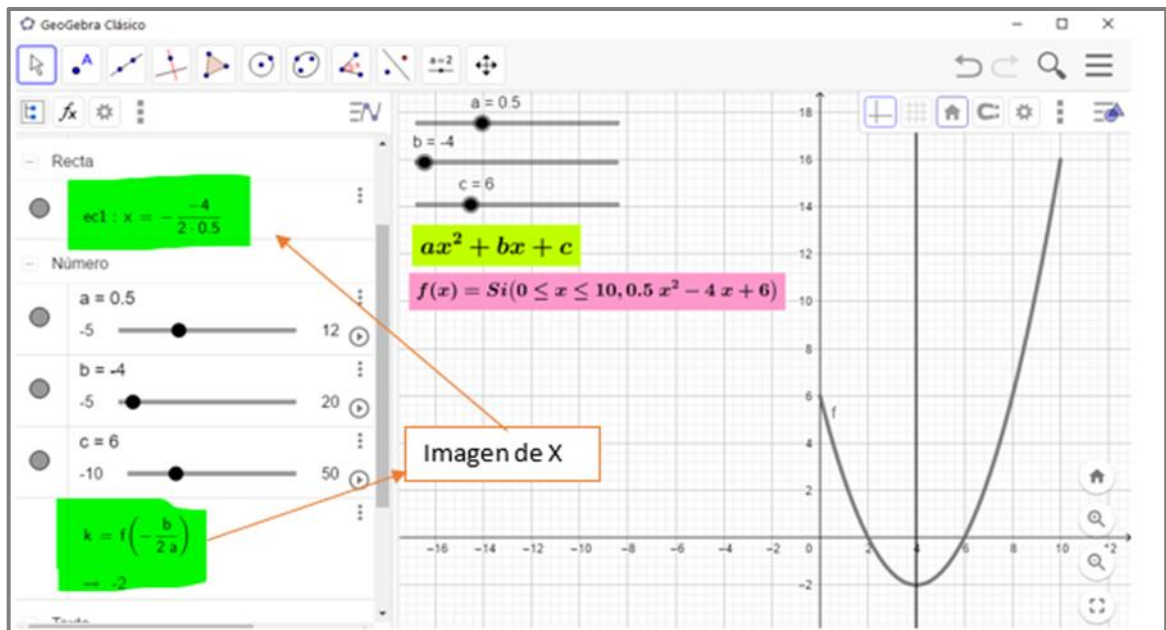 GeoGebra Clásico
a=2
fx
Recta
ec1 : x = - -4 / 2 · 0.5
Número
a = 0.5
-5 12
b = -4
-5 20
c = 6
-10 50
k = f(- b / 2 a)
→ -2
a = 0.5
b = -4
c = 6
ax² + bx + c
f(x) = Si(0 ≤ x ≤ 10, 0.5 x² − 4 x + 6)
Imagen de X
f
18
16
14
12
10
8
6
4
2
-2
-16 -14 -12 -10 -8 -6 -4 -2 0 2 4 6 8 10